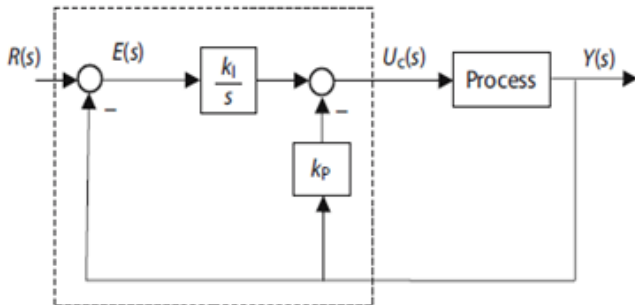 R(s)
E(s)
k_I
s
U_c(s)
Process
Y(s)
−
−
k_P